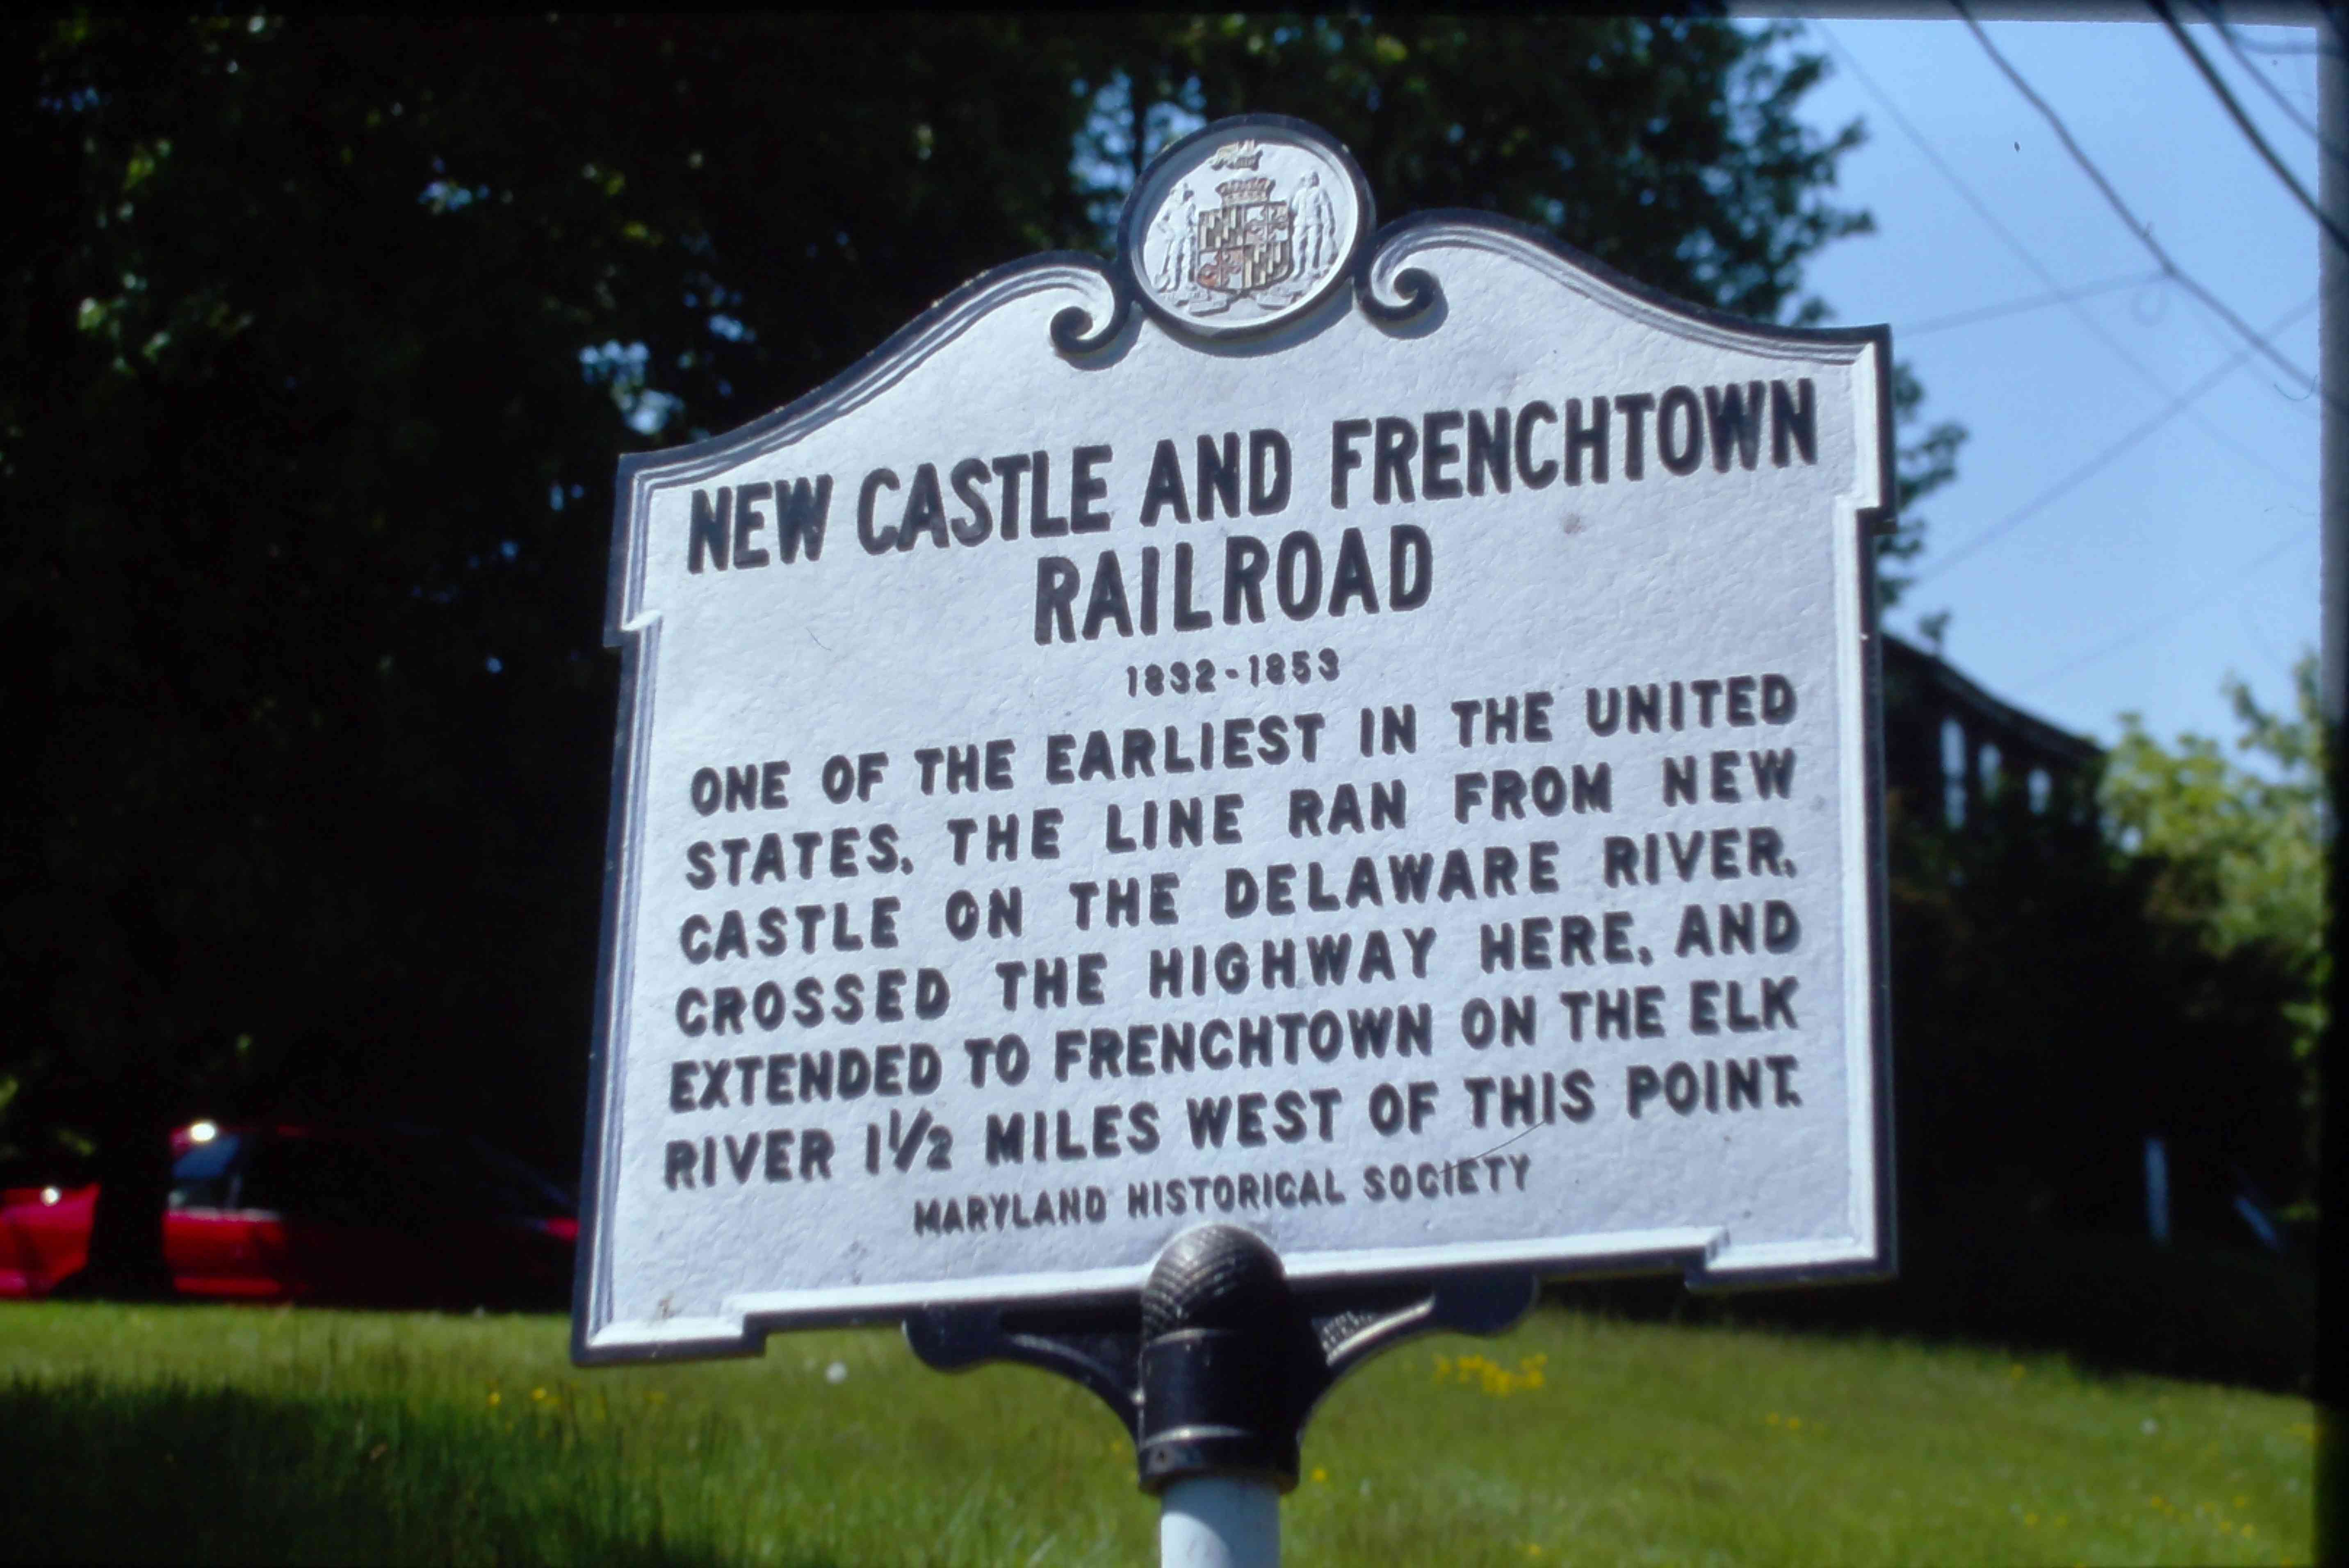 NEW CASTLE AND FRENCHTOWN
RAILROAD
1832-1853
ONE OF THE EARLIEST IN THE UNITED
STATES, THE LINE RAN FROM NEW
CASTLE ON THE DELAWARE RIVER,
CROSSED THE HIGHWAY HERE, AND
EXTENDED TO FRENCHTOWN ON THE ELK
RIVER 1 1/2 MILES WEST OF THIS POINT.
MARYLAND HISTORICAL SOCIETY